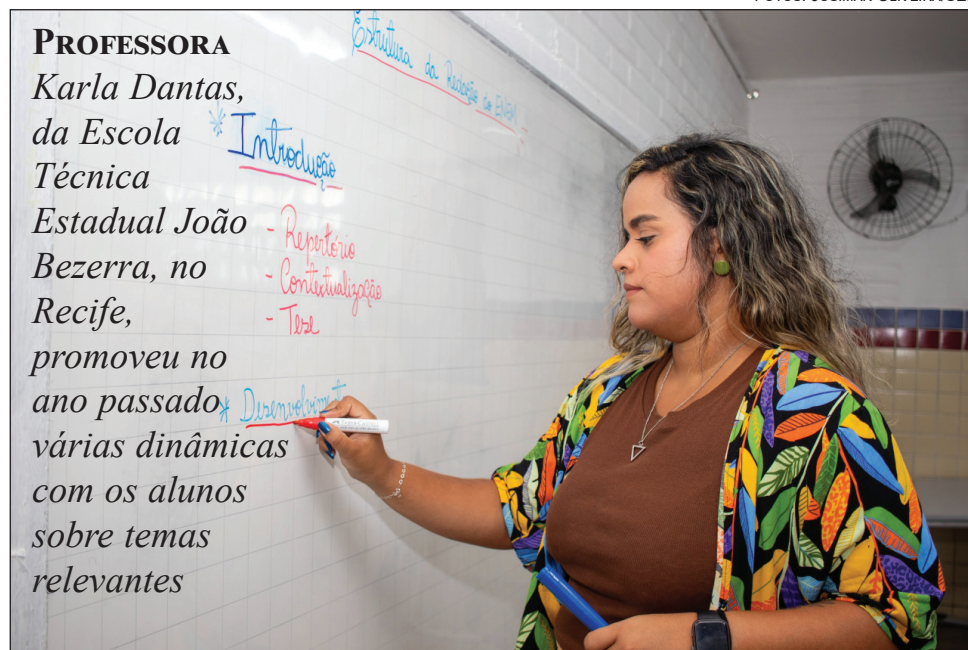 PROFESSORA
Karla Dantas,
da Escola
Técnica
Estadual João
Bezerra, no
Recife,
promoveu no
ano passado
várias dinâmicas
com os alunos
sobre temas
relevantes
Estrutura da Redação do ENEM
* Introdução
- Repertório
- Contextualização
- Tese
* Desenvolviment